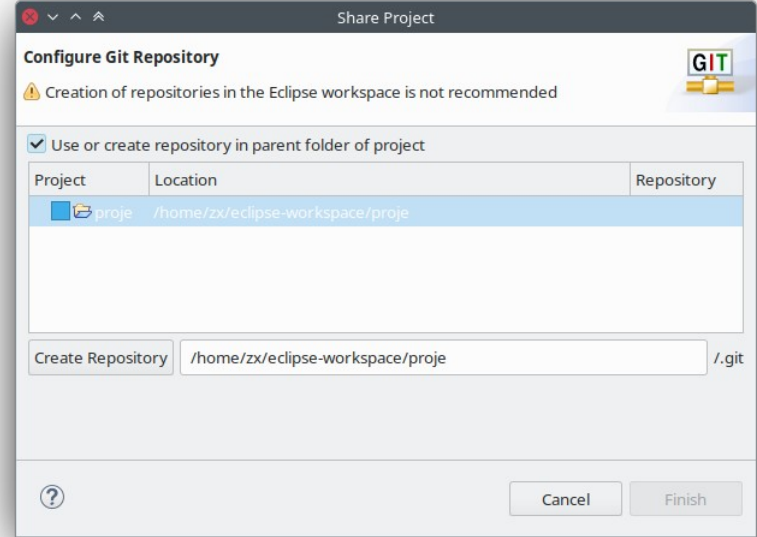 Share Project
Configure Git Repository
GIT
Creation of repositories in the Eclipse workspace is not recommended
Use or create repository in parent folder of project
Project Location Repository
proje /home/zx/eclipse-workspace/proje
Create Repository /home/zx/eclipse-workspace/proje /.git
? Cancel Finish